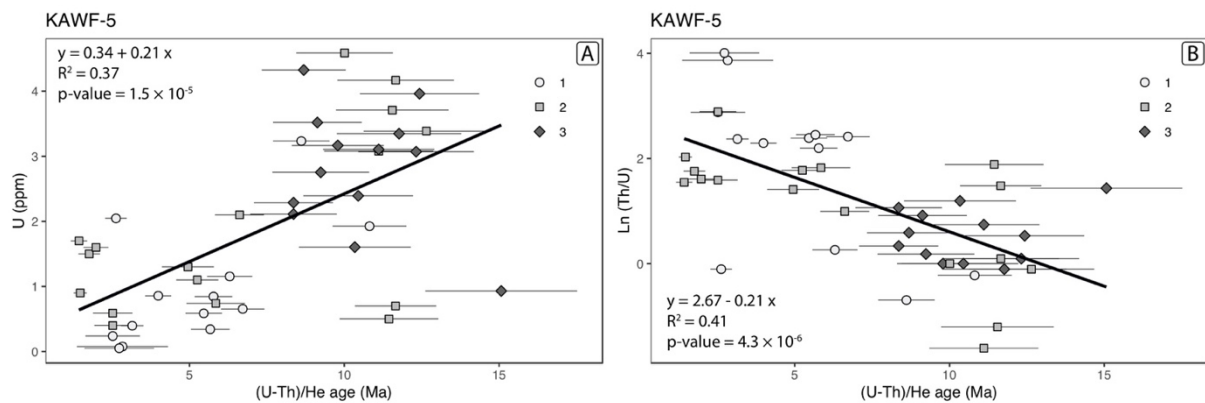 KAWF-5
y = 0.34 + 0.21 x
R² = 0.37
p-value = 1.5 × 10⁻⁵
A
1
2
3
4
3
2
1
0
U (ppm)
5
10
15
(U-Th)/He age (Ma)
KAWF-5
B
1
2
3
4
2
0
Ln (Th/U)
y = 2.67 - 0.21 x
R² = 0.41
p-value = 4.3 × 10⁻⁶
5
10
15
(U-Th)/He age (Ma)